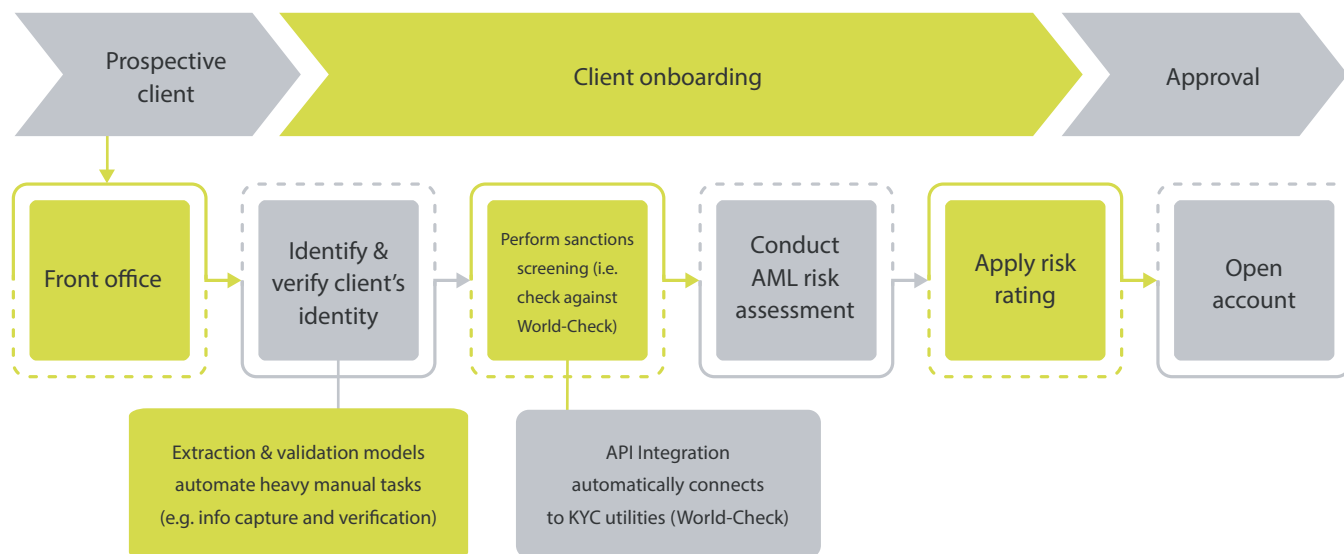 Prospective
client
Client onboarding
Approval
Front office
Identify &
verify client’s
identity
Perform sanctions
screening (i.e.
check against
World-Check)
Conduct
AML risk
assessment
Apply risk
rating
Open
account
Extraction & validation models
automate heavy manual tasks
(e.g. info capture and verification)
API Integration
automatically connects
to KYC utilities (World-Check)